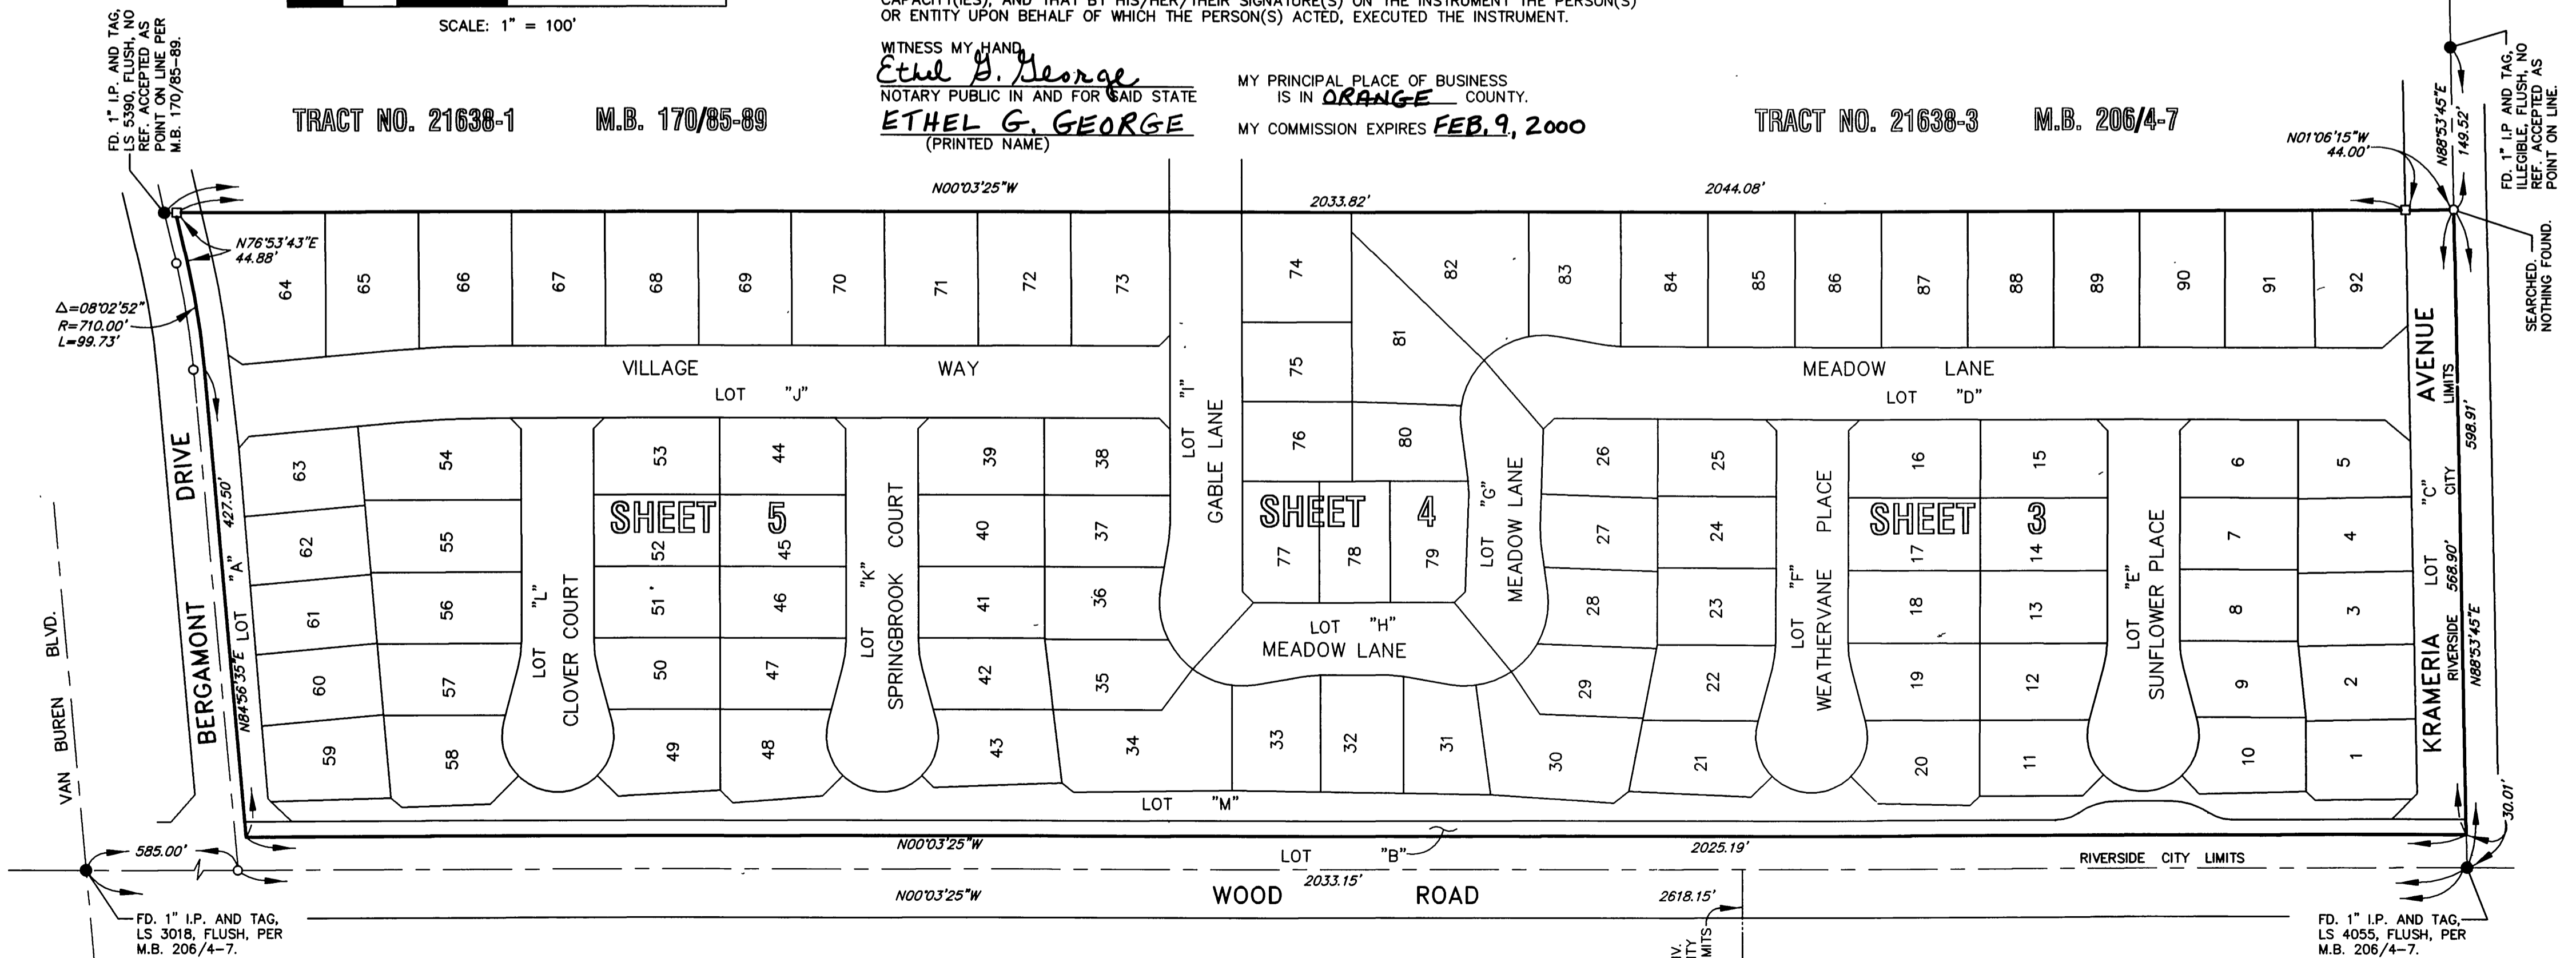 SCALE: 1" = 100'
CAPACITY(IES), AND THAT BY HIS/HER/THEIR SIGNATURE(S) ON THE INSTRUMENT THE PERSON(S)
OR ENTITY UPON BEHALF OF WHICH THE PERSON(S) ACTED, EXECUTED THE INSTRUMENT.
WITNESS MY HAND
Ethel G. George
NOTARY PUBLIC IN AND FOR SAID STATE
ETHEL G. GEORGE
(PRINTED NAME)
MY PRINCIPAL PLACE OF BUSINESS
IS IN ORANGE COUNTY.
MY COMMISSION EXPIRES FEB. 9, 2000
FD. 1" I.P. AND TAG,
LS 5390, FLUSH, NO
REF. ACCEPTED AS
POINT ON LINE PER
M.B. 170/85-89.
TRACT NO. 21638-1 M.B. 170/85-89
TRACT NO. 21638-3 M.B. 206/4-7
N01°06'15"W
44.00'
N88°53'45"E
149.52'
FD. 1" I.P AND TAG,
ILLEGIBLE, FLUSH, NO
REF. ACCEPTED AS
POINT ON LINE.
SEARCHED.
NOTHING FOUND.
N00°03'25"W
2033.82'
2044.08'
N76°53'43"E
44.88'
Δ=08°02'52"
R=710.00'
L=99.73'
64
65
66
67
68
69
70
71
72
73
74
82
83
84
85
86
87
88
89
90
91
92
75
81
VILLAGE WAY
LOT "J"
LOT "I"
GABLE LANE
MEADOW LANE
LOT "D"
76
80
63
54
53
44
39
38
26
25
16
15
6
5
SHEET 5
SHEET 4
SHEET 3
62
55
52
45
40
37
77
78
79
27
24
17
14
7
4
61
56
51
46
41
36
28
23
18
13
8
3
60
57
50
47
42
35
29
22
19
12
9
2
59
58
49
48
43
34
33
32
31
30
21
20
11
10
1
LOT "L"
CLOVER COURT
LOT "K"
SPRINGBROOK COURT
LOT "G"
MEADOW LANE
LOT "H"
MEADOW LANE
LOT "F"
WEATHERVANE PLACE
LOT "E"
SUNFLOWER PLACE
KRAMERIA AVENUE
LOT "C"
RIVERSIDE CITY LIMITS
568.90'
598.91'
N88°53'45"E
30.01'
VAN BUREN BLVD.
BERGAMONT DRIVE
N84°56'35"E LOT "A" 427.50'
LOT "M"
585.00'
N00°03'25"W
LOT "B"
2025.19'
RIVERSIDE CITY LIMITS
2033.15'
N00°03'25"W
WOOD ROAD
2618.15'
FD. 1" I.P. AND TAG,
LS 3018, FLUSH, PER
M.B. 206/4-7.
FD. 1" I.P. AND TAG,
LS 4055, FLUSH, PER
M.B. 206/4-7.